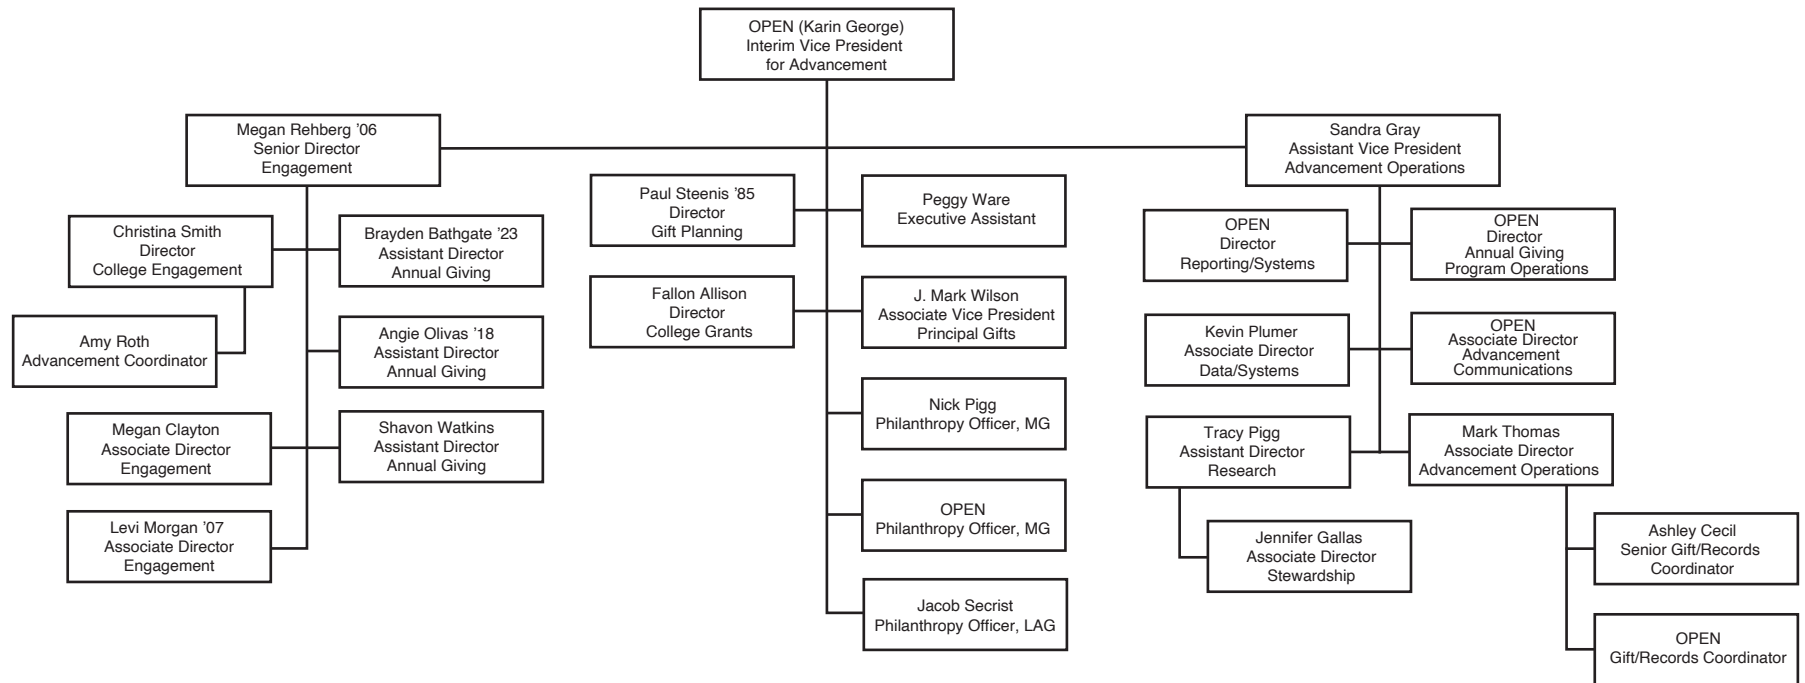 OPEN (Karin George)
Interim Vice President
for Advancement
Megan Rehberg ’06
Senior Director
Engagement
Sandra Gray
Assistant Vice President
Advancement Operations
Christina Smith
Director
College Engagement
Brayden Bathgate ’23
Assistant Director
Annual Giving
Amy Roth
Advancement Coordinator
Angie Olivas ’18
Assistant Director
Annual Giving
Megan Clayton
Associate Director
Engagement
Shavon Watkins
Assistant Director
Annual Giving
Levi Morgan ’07
Associate Director
Engagement
Paul Steenis ’85
Director
Gift Planning
Peggy Ware
Executive Assistant
Fallon Allison
Director
College Grants
J. Mark Wilson
Associate Vice President
Principal Gifts
Nick Pigg
Philanthropy Officer, MG
OPEN
Philanthropy Officer, MG
Jacob Secrist
Philanthropy Officer, LAG
OPEN
Director
Reporting/Systems
OPEN
Director
Annual Giving
Program Operations
Kevin Plumer
Associate Director
Data/Systems
OPEN
Associate Director
Advancement
Communications
Tracy Pigg
Assistant Director
Research
Mark Thomas
Associate Director
Advancement Operations
Jennifer Gallas
Associate Director
Stewardship
Ashley Cecil
Senior Gift/Records
Coordinator
OPEN
Gift/Records Coordinator